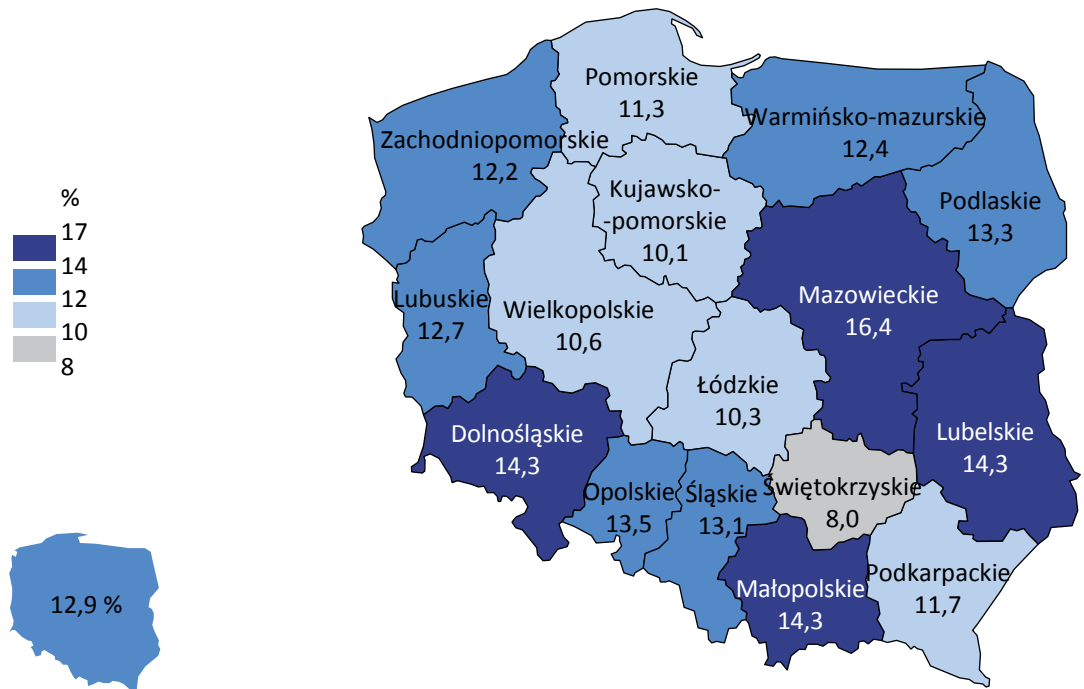 %
17
14
12
10
8
12,9 %
Pomorskie
11,3
Warmińsko-mazurskie
12,4
Zachodniopomorskie
12,2
Kujawsko-
-pomorskie
10,1
Podlaskie
13,3
Lubuskie
12,7
Wielkopolskie
10,6
Mazowieckie
16,4
Łódzkie
10,3
Dolnośląskie
14,3
Lubelskie
14,3
Opolskie
13,5
Śląskie
13,1
Świętokrzyskie
8,0
Małopolskie
14,3
Podkarpackie
11,7